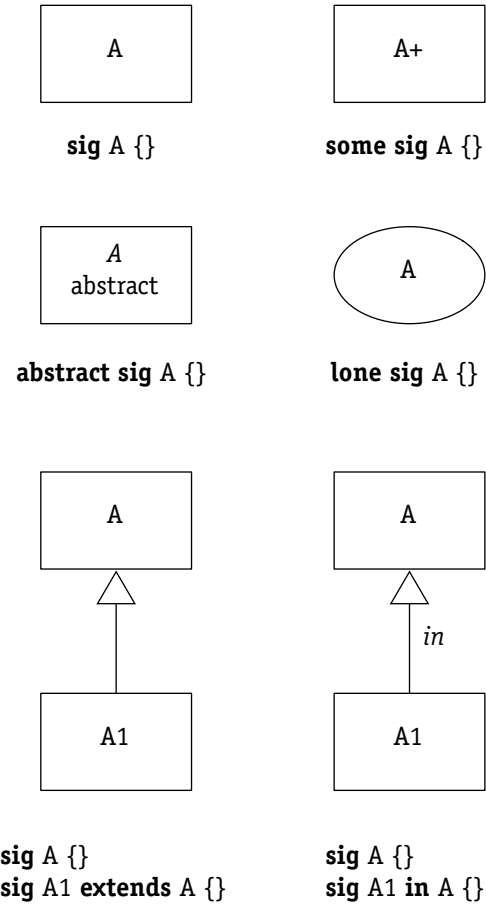 A
A+
sig A {}
some sig A {}
A
abstract
A
abstract sig A {}
lone sig A {}
A
A
in
A1
A1
sig A {}
sig A1 extends A {}
sig A {}
sig A1 in A {}